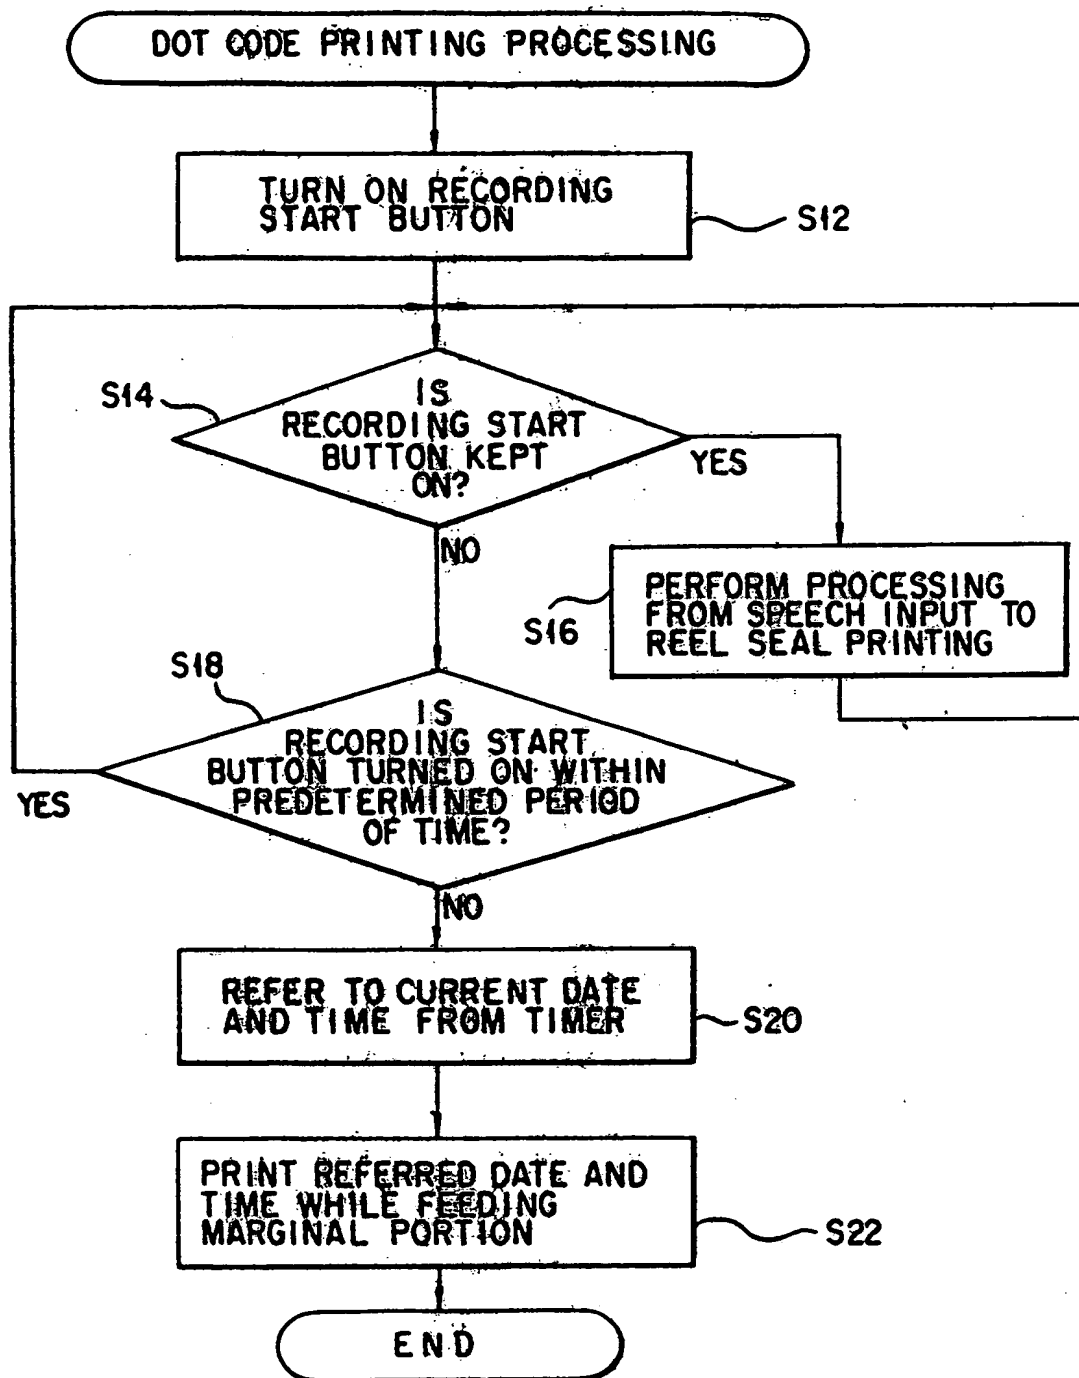 DOT CODE PRINTING PROCESSING
TURN ON RECORDING
START BUTTON
S12
S14
IS
RECORDING START
BUTTON KEPT
ON?
YES
NO
PERFORM PROCESSING
FROM SPEECH INPUT TO
REEL SEAL PRINTING
S16
S18
IS
RECORDING START
BUTTON TURNED ON WITHIN
PREDETERMINED PERIOD
OF TIME?
YES
NO
REFER TO CURRENT DATE
AND TIME FROM TIMER
S20
PRINT REFERRED DATE AND
TIME WHILE FEEDING
MARGINAL PORTION
S22
END